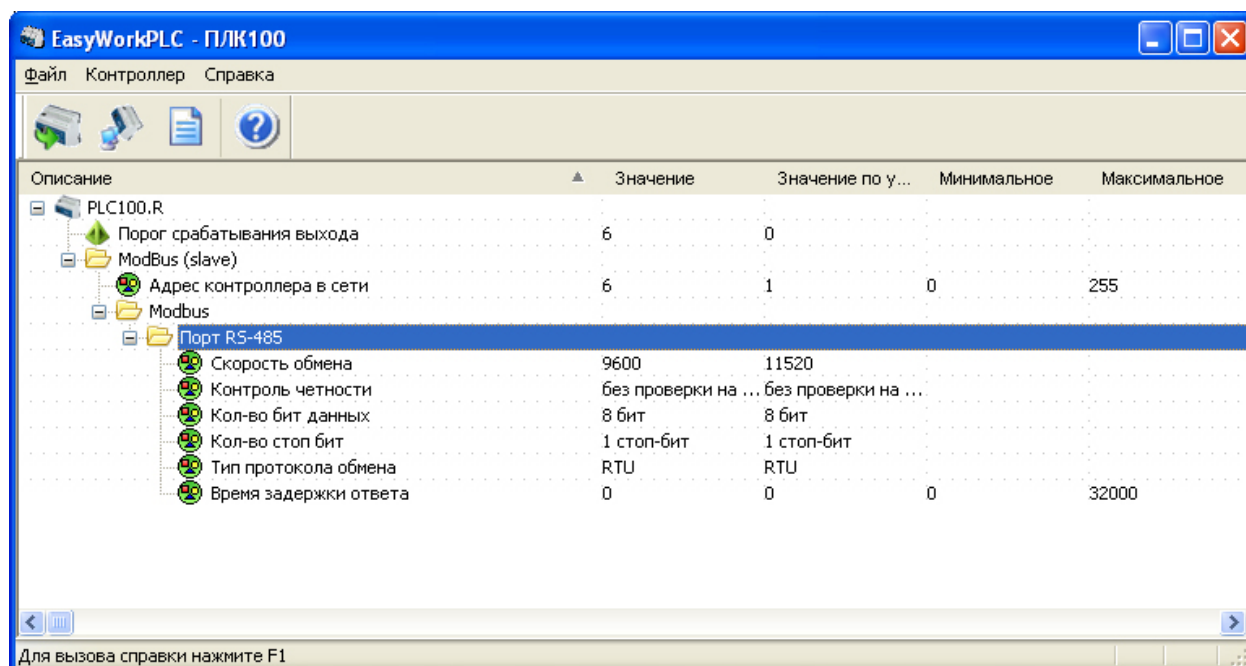 EasyWorkPLC - ПЛК100
Файл Контроллер Справка
Описание Значение Значение по у... Минимальное Максимальное
PLC100.R
Порог срабатывания выхода 6 0
ModBus (slave)
Адрес контроллера в сети 6 1 0 255
Modbus
Порт RS-485
Скорость обмена 9600 11520
Контроль четности без проверки на ... без проверки на ...
Кол-во бит данных 8 бит 8 бит
Кол-во стоп бит 1 стоп-бит 1 стоп-бит
Тип протокола обмена RTU RTU
Время задержки ответа 0 0 0 32000
Для вызова справки нажмите F1